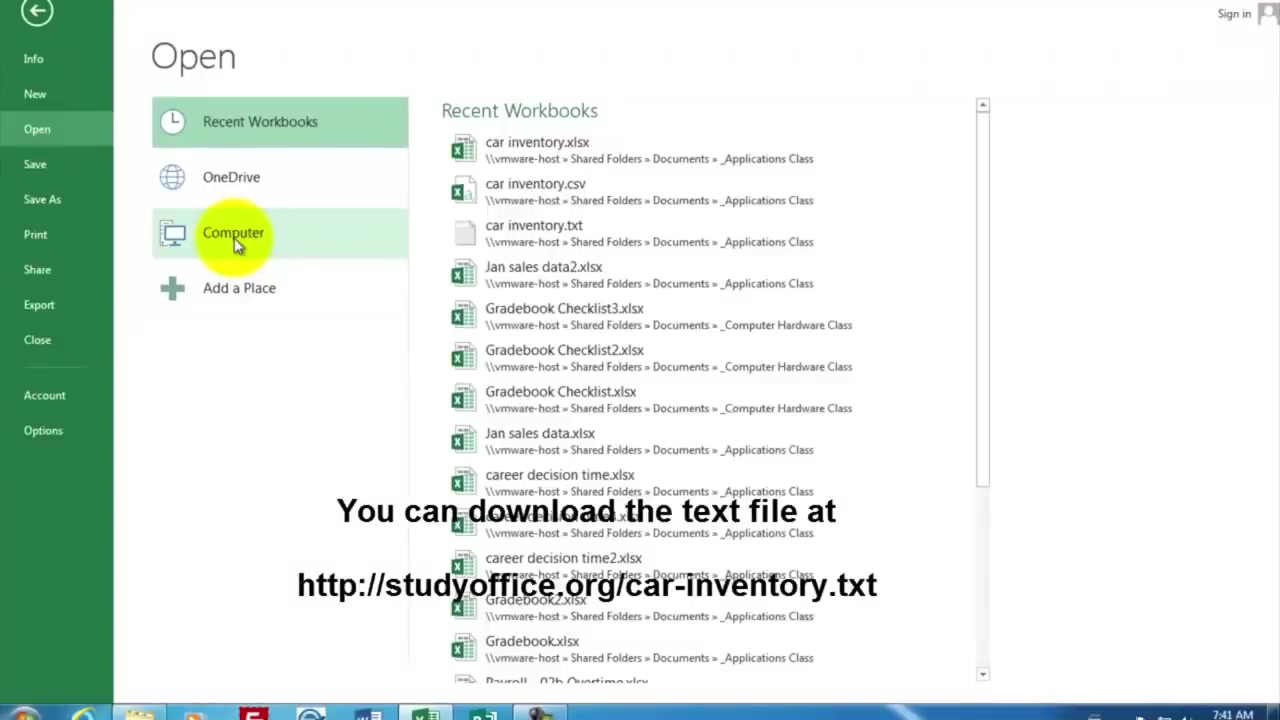 Sign in
Info
New
Open
Save
Save As
Print
Share
Export
Close
Account
Options
Open
Recent Workbooks
OneDrive
Computer
Add a Place
Recent Workbooks
car inventory.xlsx
\\vmware-host » Shared Folders » Documents » _Applications Class
car inventory.csv
\\vmware-host » Shared Folders » Documents » _Applications Class
car inventory.txt
\\vmware-host » Shared Folders » Documents » _Applications Class
Jan sales data2.xlsx
\\vmware-host » Shared Folders » Documents » _Applications Class
Gradebook Checklist3.xlsx
\\vmware-host » Shared Folders » Documents » _Computer Hardware Class
Gradebook Checklist2.xlsx
\\vmware-host » Shared Folders » Documents » _Computer Hardware Class
Gradebook Checklist.xlsx
\\vmware-host » Shared Folders » Documents » _Computer Hardware Class
Jan sales data.xlsx
\\vmware-host » Shared Folders » Documents » _Applications Class
career decision time.xlsx
\\vmware-host » Shared Folders » Documents » _Applications Class
You can download the text file at
\\vmware-host » Shared Folders » Documents » _Applications Class
career decision time2.xlsx
\\vmware-host » Shared Folders » Documents » _Applications Class
http://studyoffice.org/car-inventory.txt
Gradebook2.xlsx
\\vmware-host » Shared Folders » Documents » _Applications Class
Gradebook.xlsx
\\vmware-host » Shared Folders » Documents » _Applications Class
Payroll - 02b Overtime.xlsx
7:41 AM